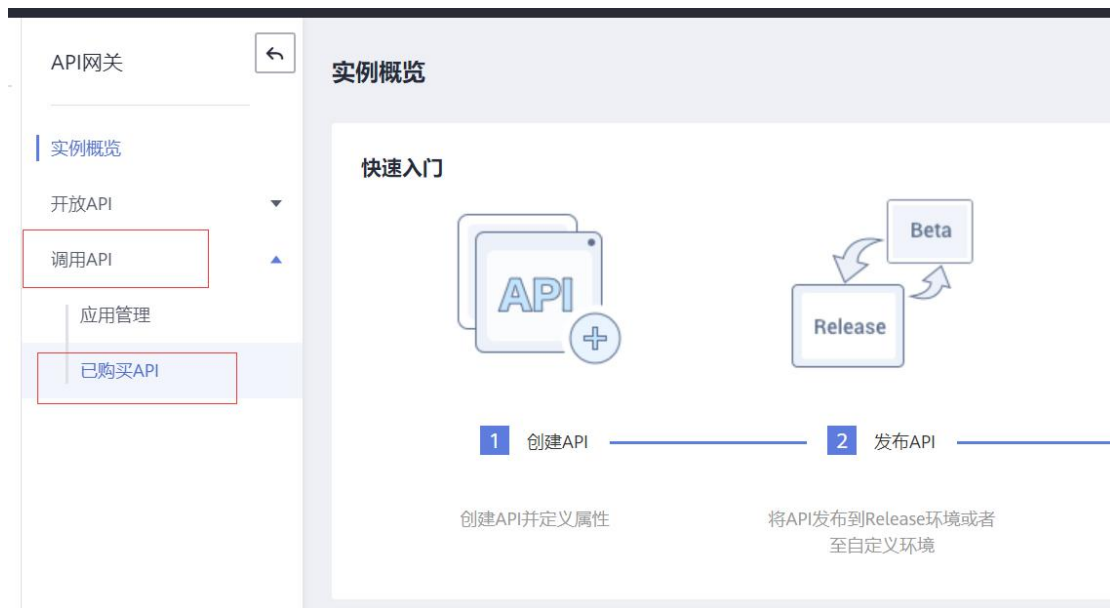 API网关
实例概览
开放API
调用API
应用管理
已购买API
实例概览
快速入门
API
Beta
Release
1 创建API
2 发布API
创建API并定义属性
将API发布到Release环境或者
至自定义环境